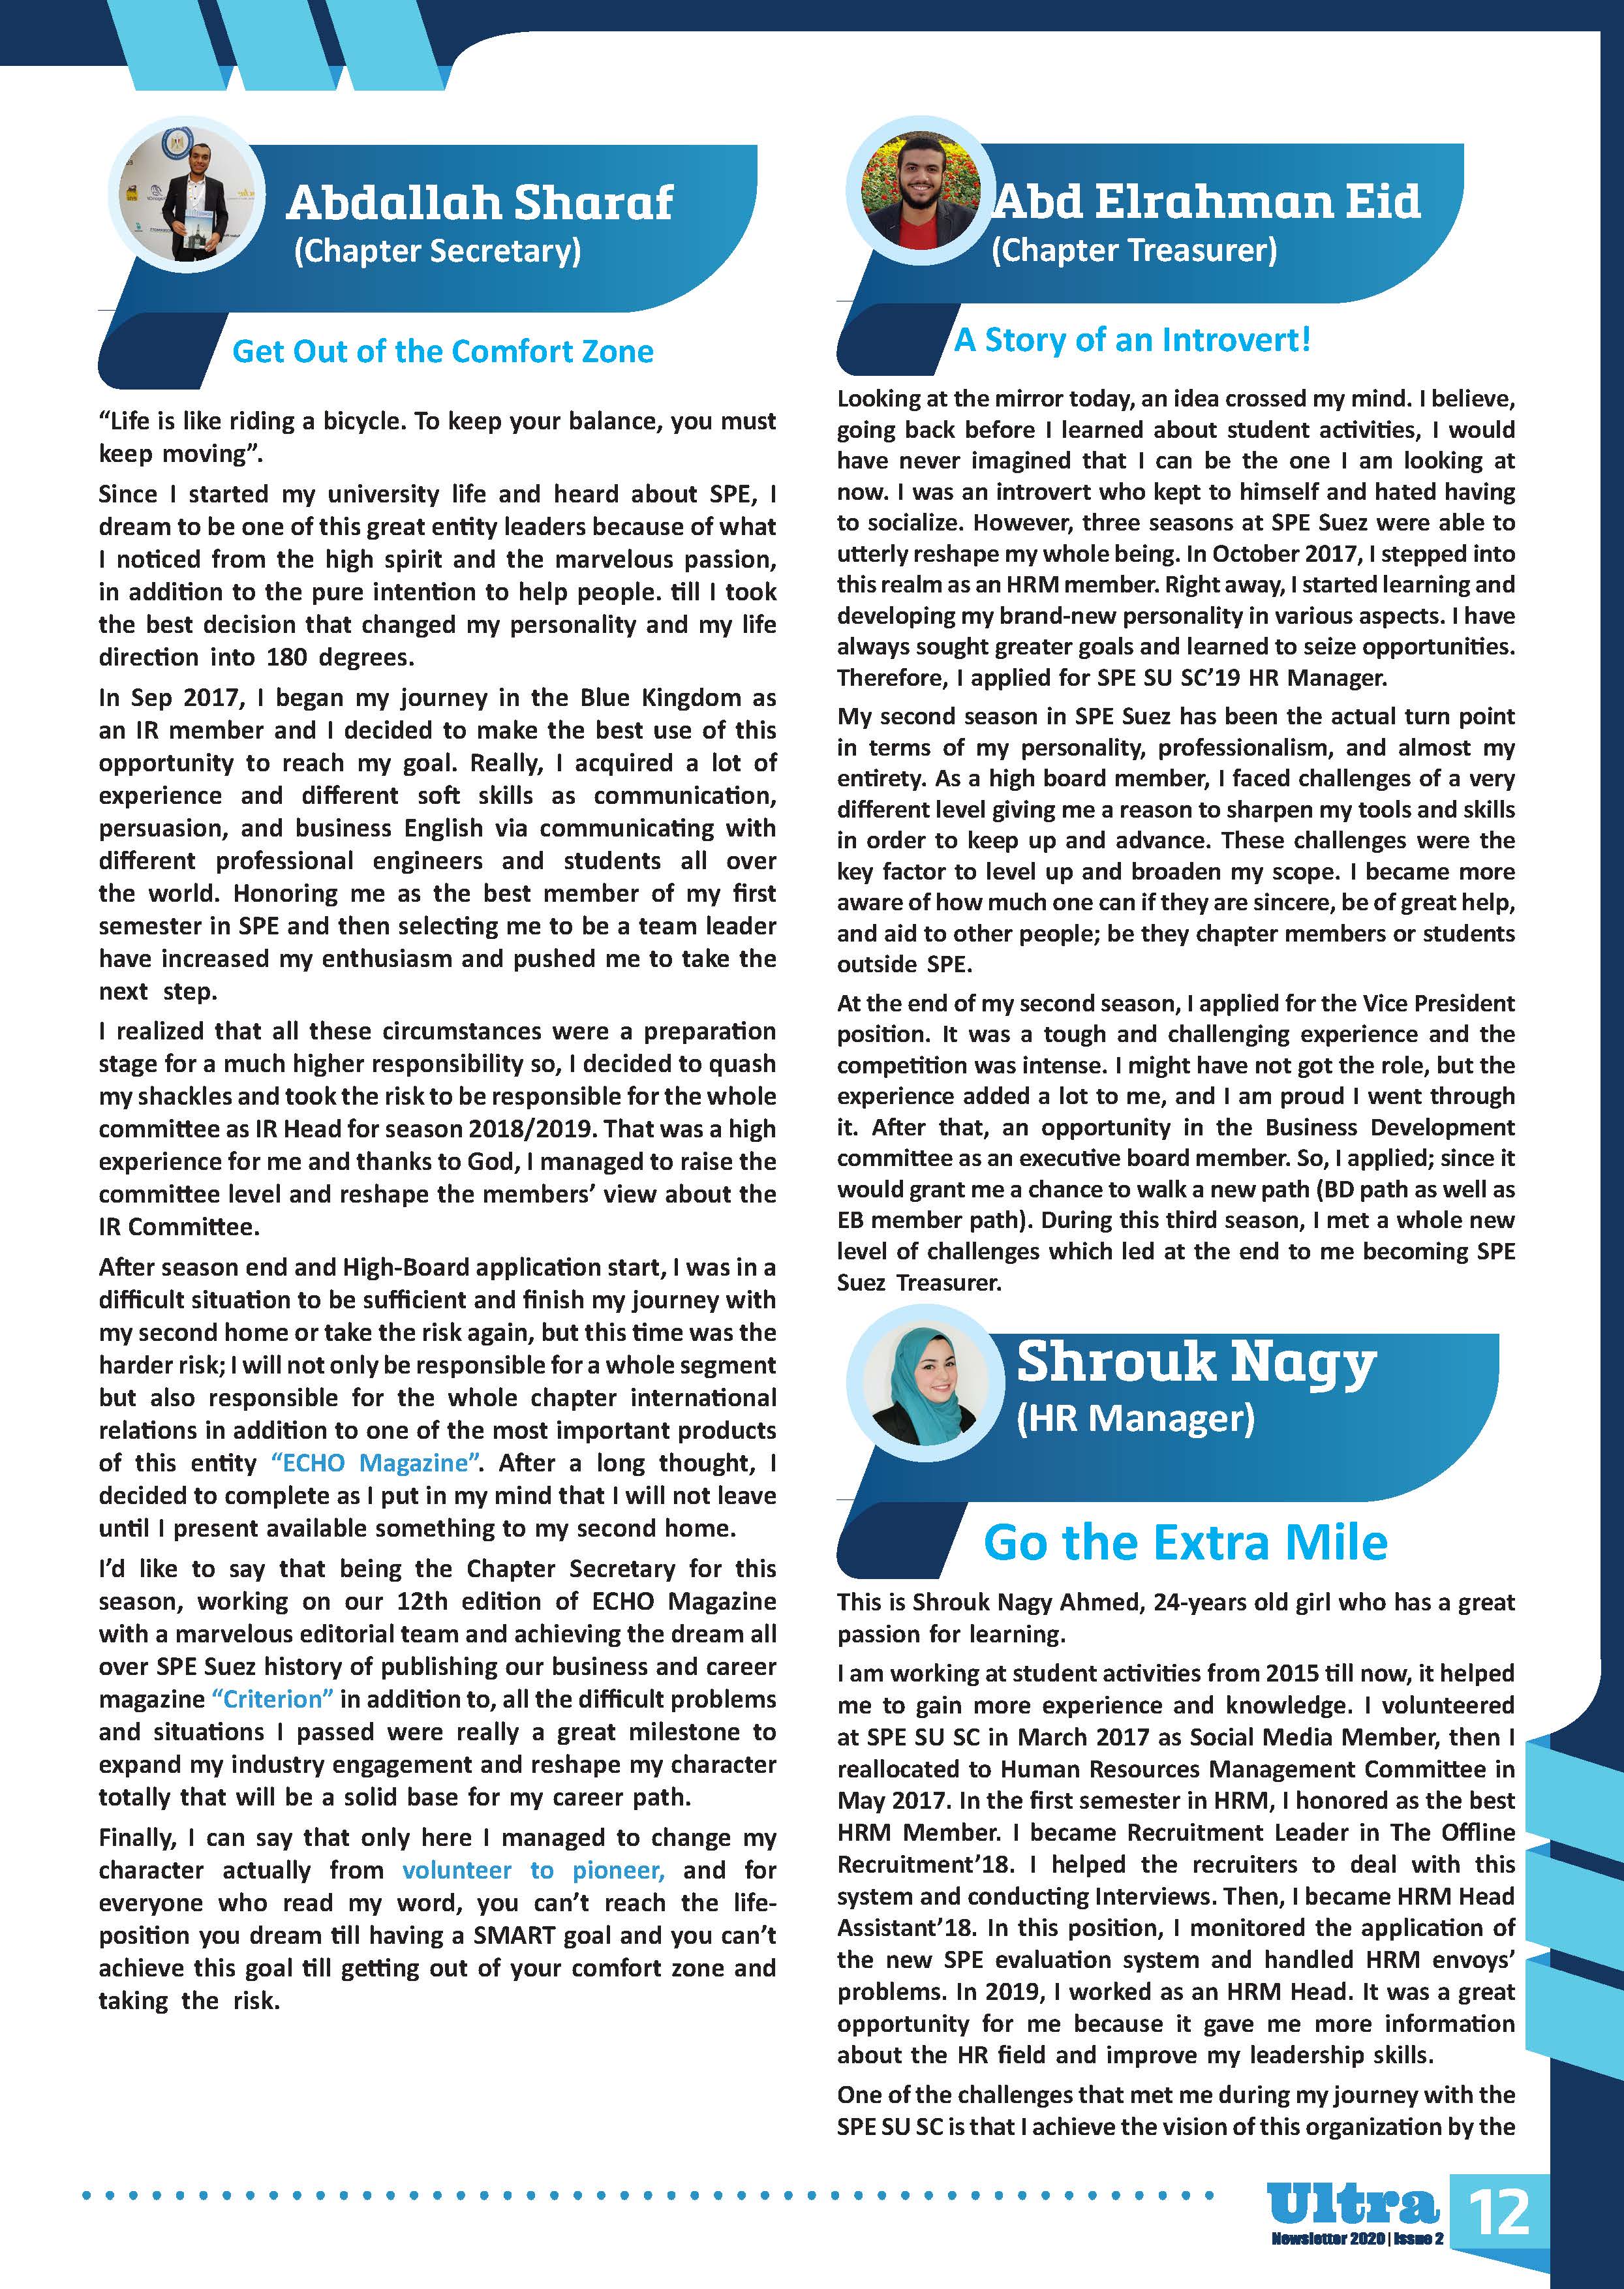 Abdallah Sharaf
(Chapter Secretary)
Get Out of the Comfort Zone
“Life is like riding a bicycle. To keep your balance, you must
keep moving”.
Since I started my university life and heard about SPE, I
dream to be one of this great entity leaders because of what
I noticed from the high spirit and the marvelous passion,
in addition to the pure intention to help people. till I took
the best decision that changed my personality and my life
direction into 180 degrees.
In Sep 2017, I began my journey in the Blue Kingdom as
an IR member and I decided to make the best use of this
opportunity to reach my goal. Really, I acquired a lot of
experience and different soft skills as communication,
persuasion, and business English via communicating with
different professional engineers and students all over
the world. Honoring me as the best member of my first
semester in SPE and then selecting me to be a team leader
have increased my enthusiasm and pushed me to take the
next step.
I realized that all these circumstances were a preparation
stage for a much higher responsibility so, I decided to quash
my shackles and took the risk to be responsible for the whole
committee as IR Head for season 2018/2019. That was a high
experience for me and thanks to God, I managed to raise the
committee level and reshape the members’ view about the
IR Committee.
After season end and High-Board application start, I was in a
difficult situation to be sufficient and finish my journey with
my second home or take the risk again, but this time was the
harder risk; I will not only be responsible for a whole segment
but also responsible for the whole chapter international
relations in addition to one of the most important products
of this entity “ECHO Magazine”. After a long thought, I
decided to complete as I put in my mind that I will not leave
until I present available something to my second home.
I’d like to say that being the Chapter Secretary for this
season, working on our 12th edition of ECHO Magazine
with a marvelous editorial team and achieving the dream all
over SPE Suez history of publishing our business and career
magazine “Criterion” in addition to, all the difficult problems
and situations I passed were really a great milestone to
expand my industry engagement and reshape my character
totally that will be a solid base for my career path.
Finally, I can say that only here I managed to change my
character actually from volunteer to pioneer, and for
everyone who read my word, you can’t reach the life-
position you dream till having a SMART goal and you can’t
achieve this goal till getting out of your comfort zone and
taking the risk.
Abd Elrahman Eid
(Chapter Treasurer)
A Story of an Introvert!
Looking at the mirror today, an idea crossed my mind. I believe,
going back before I learned about student activities, I would
have never imagined that I can be the one I am looking at
now. I was an introvert who kept to himself and hated having
to socialize. However, three seasons at SPE Suez were able to
utterly reshape my whole being. In October 2017, I stepped into
this realm as an HRM member. Right away, I started learning and
developing my brand-new personality in various aspects. I have
always sought greater goals and learned to seize opportunities.
Therefore, I applied for SPE SU SC’19 HR Manager.
My second season in SPE Suez has been the actual turn point
in terms of my personality, professionalism, and almost my
entirety. As a high board member, I faced challenges of a very
different level giving me a reason to sharpen my tools and skills
in order to keep up and advance. These challenges were the
key factor to level up and broaden my scope. I became more
aware of how much one can if they are sincere, be of great help,
and aid to other people; be they chapter members or students
outside SPE.
At the end of my second season, I applied for the Vice President
position. It was a tough and challenging experience and the
competition was intense. I might have not got the role, but the
experience added a lot to me, and I am proud I went through
it. After that, an opportunity in the Business Development
committee as an executive board member. So, I applied; since it
would grant me a chance to walk a new path (BD path as well as
EB member path). During this third season, I met a whole new
level of challenges which led at the end to me becoming SPE
Suez Treasurer.
Shrouk Nagy
(HR Manager)
Go the Extra Mile
This is Shrouk Nagy Ahmed, 24-years old girl who has a great
passion for learning.
I am working at student activities from 2015 till now, it helped
me to gain more experience and knowledge. I volunteered
at SPE SU SC in March 2017 as Social Media Member, then I
reallocated to Human Resources Management Committee in
May 2017. In the first semester in HRM, I honored as the best
HRM Member. I became Recruitment Leader in The Offline
Recruitment’18. I helped the recruiters to deal with this
system and conducting Interviews. Then, I became HRM Head
Assistant’18. In this position, I monitored the application of
the new SPE evaluation system and handled HRM envoys’
problems. In 2019, I worked as an HRM Head. It was a great
opportunity for me because it gave me more information
about the HR field and improve my leadership skills.
One of the challenges that met me during my journey with the
SPE SU SC is that I achieve the vision of this organization by the
Ultra
Newsletter 2020 | Issue 2
12